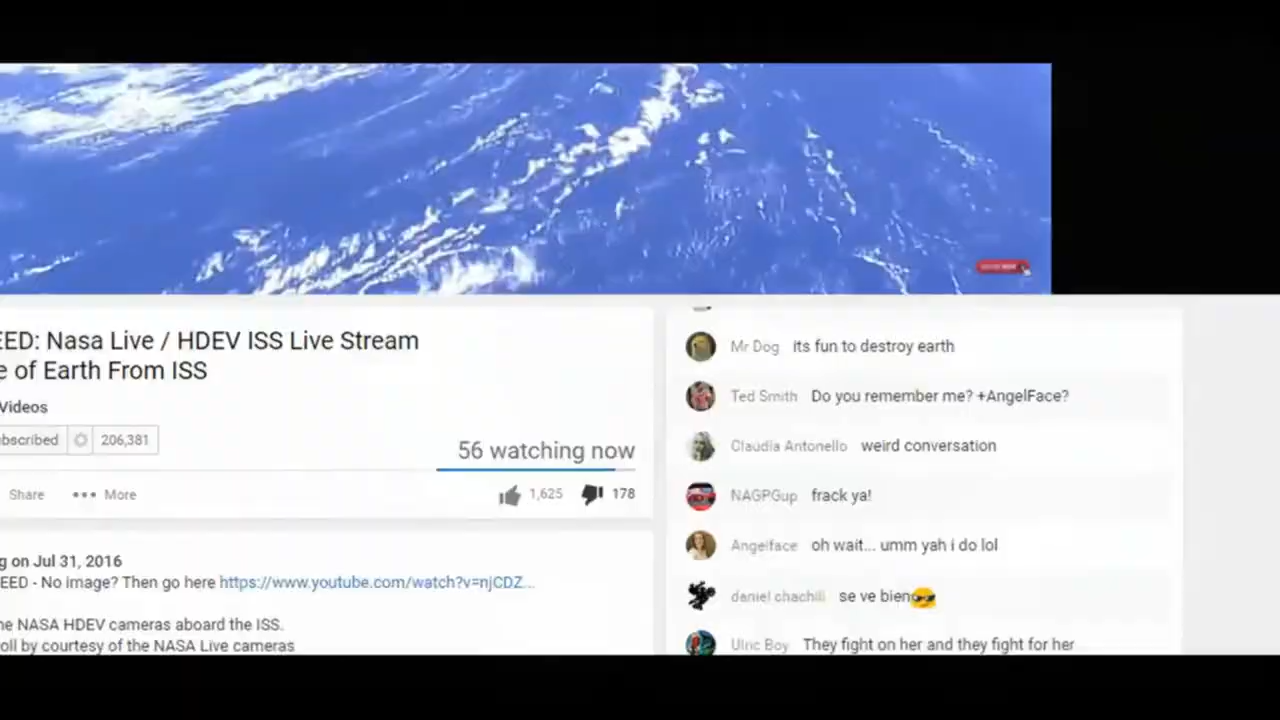 EED: Nasa Live / HDEV ISS Live Stream
e of Earth From ISS
Videos
bscribed 206,381
56 watching now
Share ••• More
1,625 178
g on Jul 31, 2016
EED - No image? Then go here https://www.youtube.com/watch?v=njCDZ...
ne NASA HDEV cameras aboard the ISS.
oll by courtesy of the NASA Live cameras
Mr Dog its fun to destroy earth
Ted Smith Do you remember me? +AngelFace?
Claudia Antonello weird conversation
NAGPGup frack ya!
Angelface oh wait... umm yah i do lol
daniel chachill se ve bien😎
Ulric Boy They fight on her and they fight for her